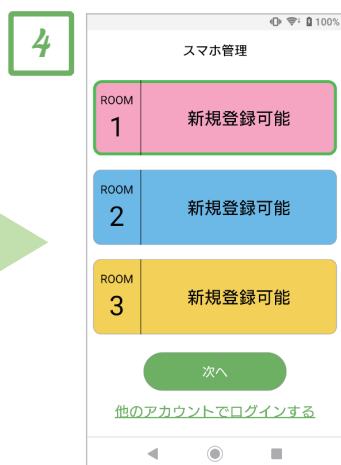 4
100%
スマホ管理
ROOM
1
新規登録可能
ROOM
2
新規登録可能
ROOM
3
新規登録可能
次へ
他のアカウントでログインする